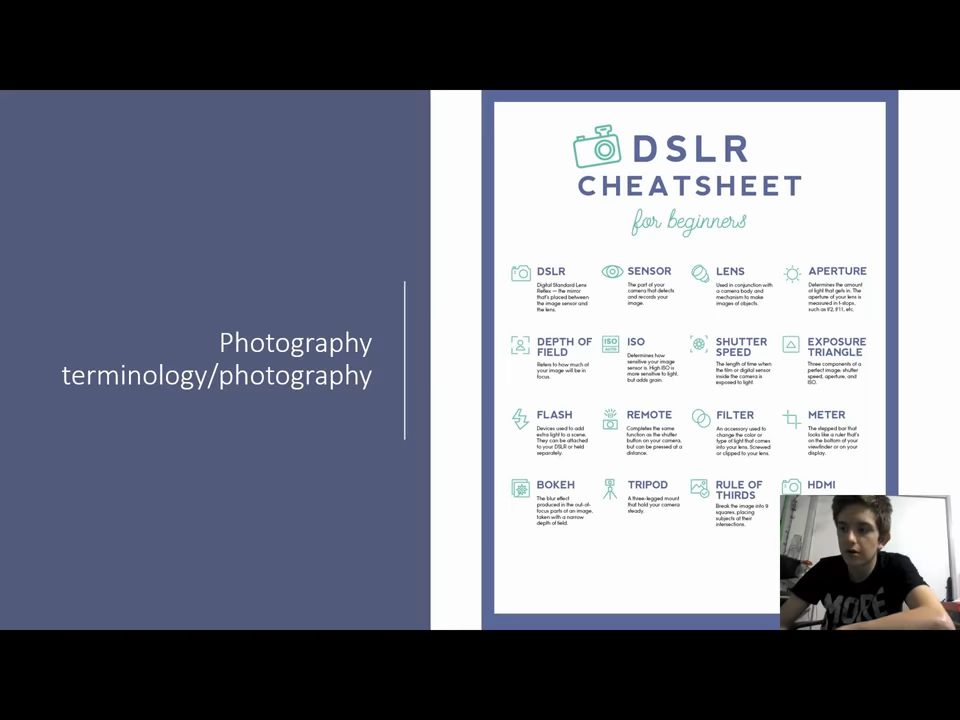 Photography
terminology/photography
DSLR
CHEATSHEET
for beginners
DSLR
Digital Standard Lens
Reflex — the mirror
that's placed between
the image sensor and
the lens.
SENSOR
The part of your
camera that detects
and records your
image.
LENS
Used in conjunction with
a camera body and
mechanism to make
images of objects.
APERTURE
Determines the amount
of light that gets in. The
aperture of your lens is
measured in f-stops,
such as f/2, f/11, etc.
DEPTH OF
FIELD
Refers to how much of
your image will be in
focus.
ISO
AUTO
ISO
Determines how
sensitive your image
sensor is. High ISO is
more sensitive to light,
but adds grain.
SHUTTER
SPEED
The length of time when
the film or digital sensor
inside the camera is
exposed to light.
EXPOSURE
TRIANGLE
Three components of a
perfect image: shutter
speed, aperture, and
ISO.
FLASH
Devices used to add
extra light to a scene.
They can be attached
to your DSLR or held
separately.
REMOTE
Completes the same
function as the shutter
button on your camera,
but can be pressed at a
distance.
FILTER
An accessory used to
change the color or
type of light that comes
into your lens. Screwed
or clipped to your lens.
METER
The stepped bar that
looks like a ruler that's
on the bottom of your
viewfinder or on your
display.
BOKEH
The blur effect
produced in the out-of-
focus parts of an image,
taken with a narrow
depth of field.
TRIPOD
A three-legged mount
that hold your camera
steady.
RULE OF
THIRDS
Break the image into 9
squares, placing
subjects at their
intersections.
HDMI
MORE